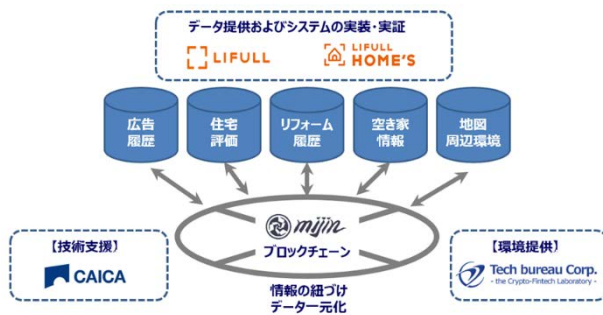 データ提供およびシステムの実装・実証
LIFULL
LIFULL
HOME'S
広告
履歴
住宅
評価
リフォーム
履歴
空き家
情報
地図
周辺環境
mijin
ブロックチェーン
【技術支援】
CAICA
【環境提供】
Tech bureau Corp.
- the Crypto-Fintech Laboratory -
情報の紐づけ
データ一元化